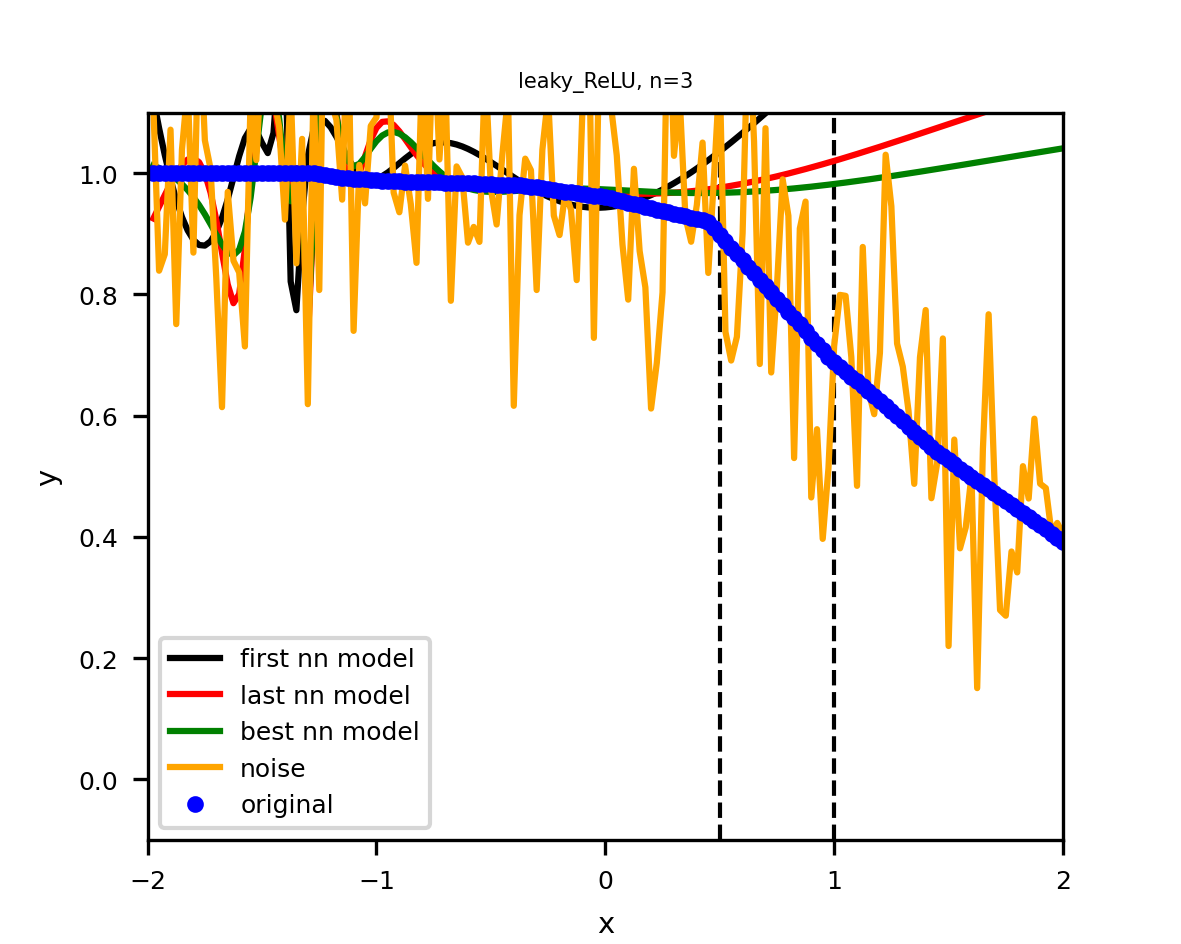 leaky_ReLU, n=3
1.0
0.8
0.6
0.4
0.2
0.0
y
first nn model
last nn model
best nn model
noise
original
−2
−1
0
1
2
x